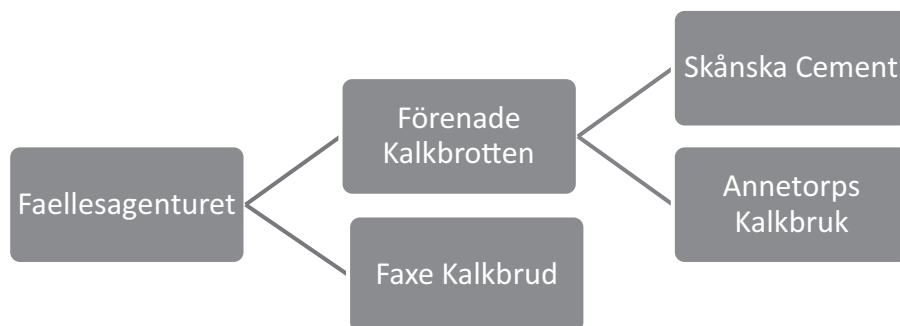 Faellesagenturet
Förenade
Kalkbrotten
Faxe Kalkbrud
Skånska Cement
Annetorps
Kalkbruk